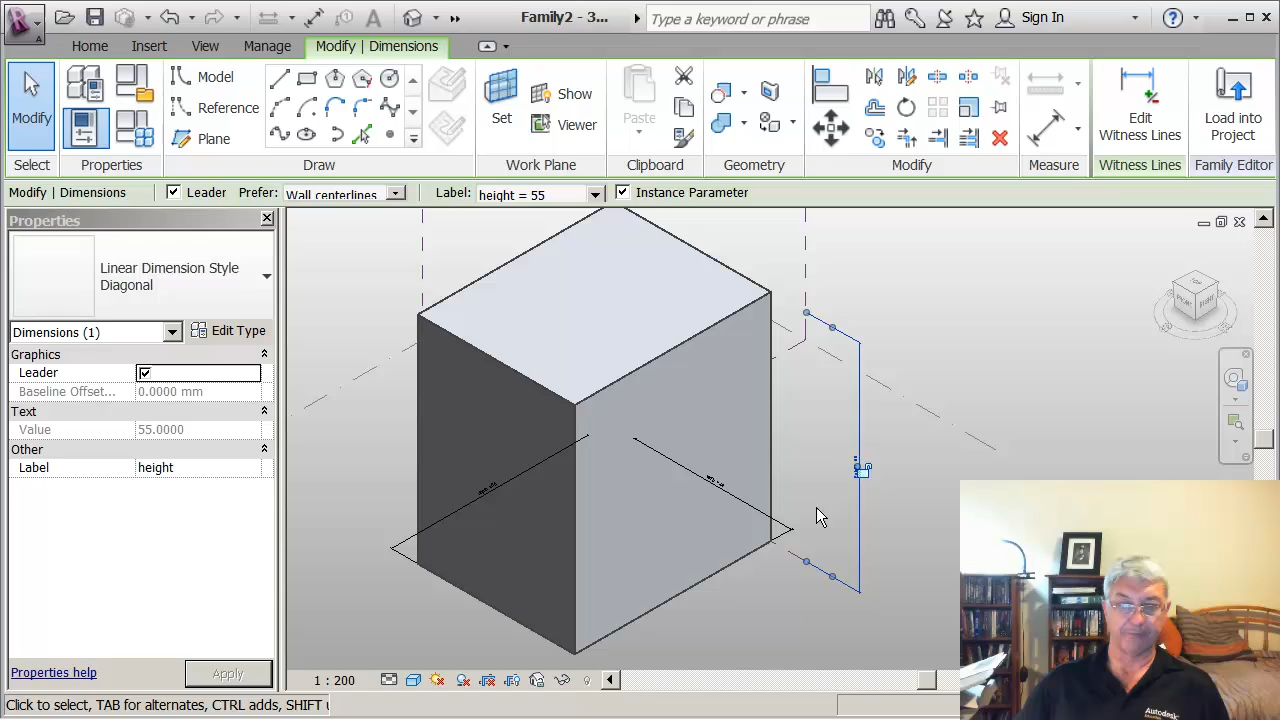 Family2 - 3...
Type a keyword or phrase
Sign In
Home Insert View Manage Modify | Dimensions
Modify
Model
Reference
Plane
Set
Show
Viewer
Paste
Edit
Witness Lines
Load into
Project
Select
Properties
Draw
Work Plane
Clipboard
Geometry
Modify
Measure
Witness Lines
Family Editor
Modify | Dimensions
Leader
Prefer:
Wall centerlines
Label:
height = 55
Instance Parameter
Properties
Linear Dimension Style
Diagonal
Dimensions (1)
Edit Type
Graphics
Leader
Baseline Offset... 0.0000 mm
Text
Value 55.0000
Other
Label height
Properties help
Apply
1 : 200
Click to select, TAB for alternates, CTRL adds, SHIFT
FRONT
RIGHT
Autodesk